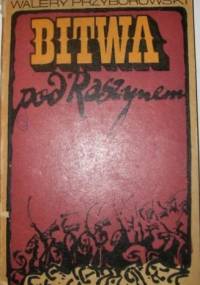 WALERY PRZYBOROWSKI
BITWA
pod Raszynem